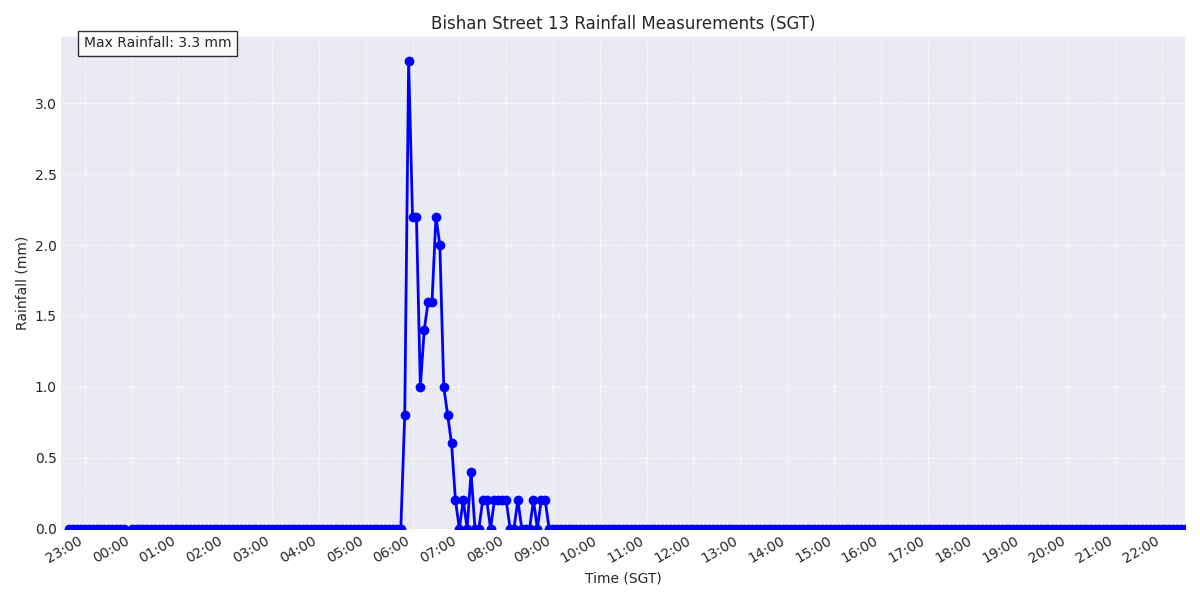 Bishan Street 13 Rainfall Measurements (SGT)
Max Rainfall: 3.3 mm
Rainfall (mm)
3.0
2.5
2.0
1.5
1.0
0.5
0.0
23:00 00:00 01:00 02:00 03:00 04:00 05:00 06:00 07:00 08:00 09:00 10:00 11:00 12:00 13:00 14:00 15:00 16:00 17:00 18:00 19:00 20:00 21:00 22:00
Time (SGT)